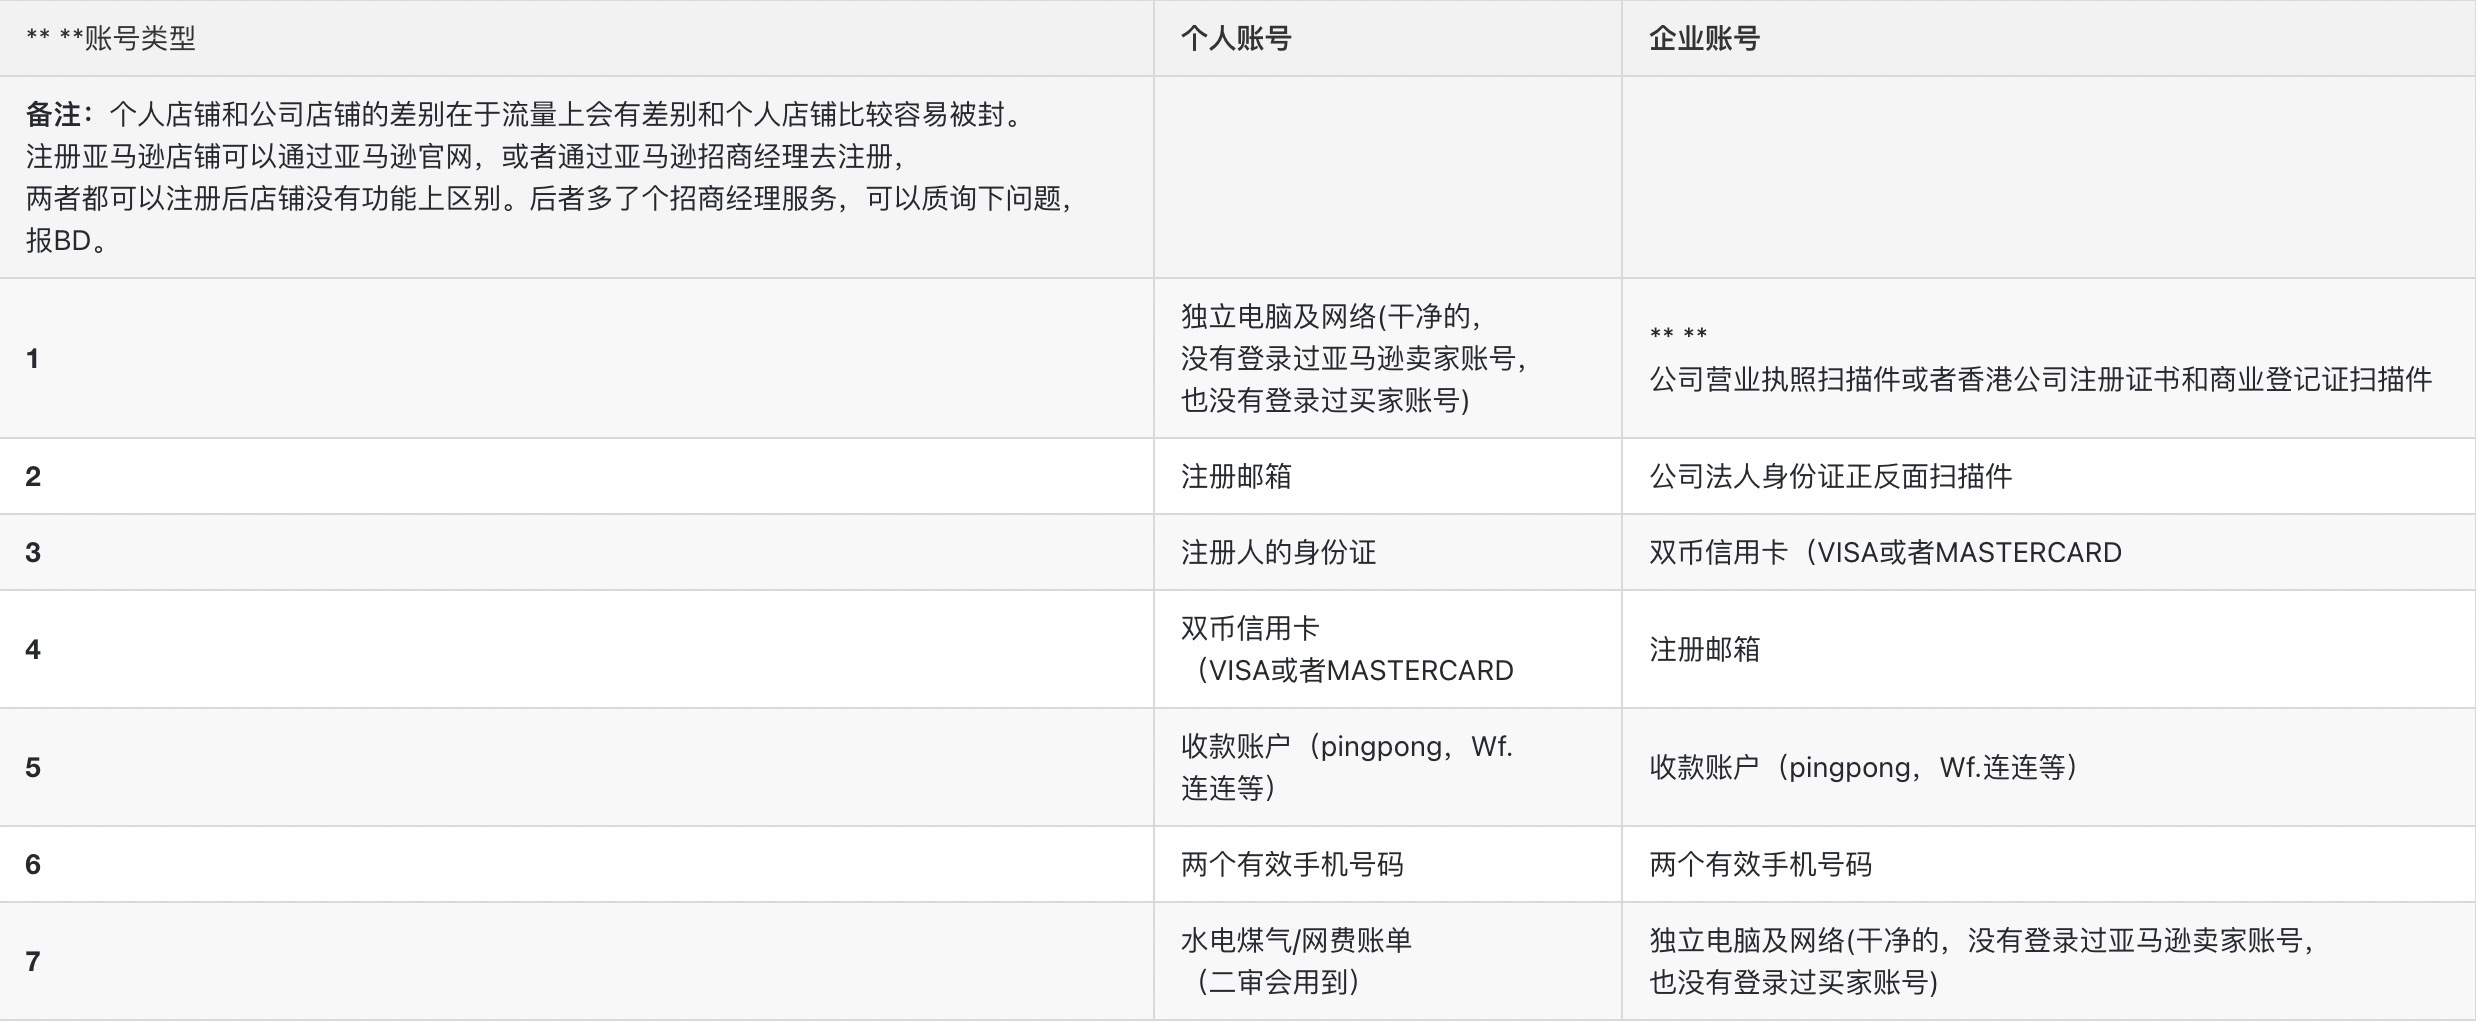 ** **账号类型
个人账号
企业账号
备注：个人店铺和公司店铺的差别在于流量上会有差别和个人店铺比较容易被封。
注册亚马逊店铺可以通过亚马逊官网，或者通过亚马逊招商经理去注册，
两者都可以注册后店铺没有功能上区别。后者多了个招商经理服务，可以质询下问题，
报BD。
1
独立电脑及网络(干净的，
没有登录过亚马逊卖家账号，
也没有登录过买家账号)
** **
公司营业执照扫描件或者香港公司注册证书和商业登记证扫描件
2
注册邮箱
公司法人身份证正反面扫描件
3
注册人的身份证
双币信用卡（VISA或者MASTERCARD
4
双币信用卡
（VISA或者MASTERCARD
注册邮箱
5
收款账户（pingpong，Wf.
连连等）
收款账户（pingpong，Wf.连连等）
6
两个有效手机号码
两个有效手机号码
7
水电煤气/网费账单
（二审会用到）
独立电脑及网络(干净的，没有登录过亚马逊卖家账号，
也没有登录过买家账号)